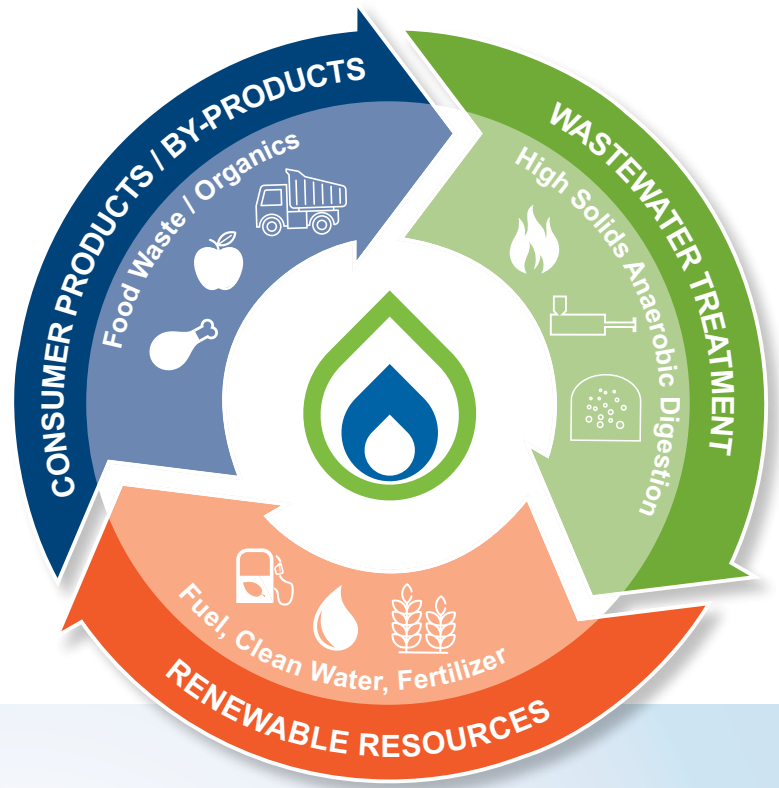 CONSUMER PRODUCTS / BY-PRODUCTS
Food Waste / Organics
WASTEWATER TREATMENT
High Solids Anaerobic Digestion
Fuel, Clean Water, Fertilizer
RENEWABLE RESOURCES